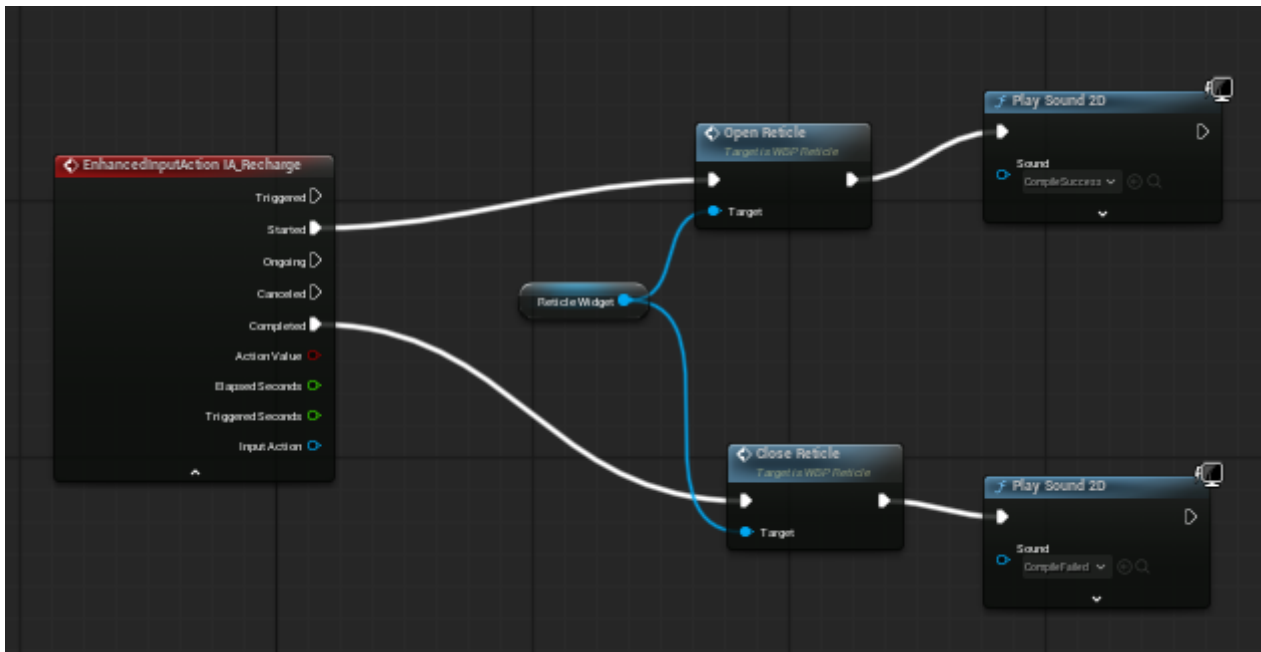 EnhancedInputAction IA_Recharge
Triggered
Started
Ongoing
Canceled
Completed
Action Value
Elapsed Seconds
Triggered Seconds
Input Action
Reticle Widget
Open Reticle
Target is WBP Reticle
Target
Play Sound 2D
Sound
CompileSuccess
Close Reticle
Target is WBP Reticle
Target
Play Sound 2D
Sound
CompileFailed